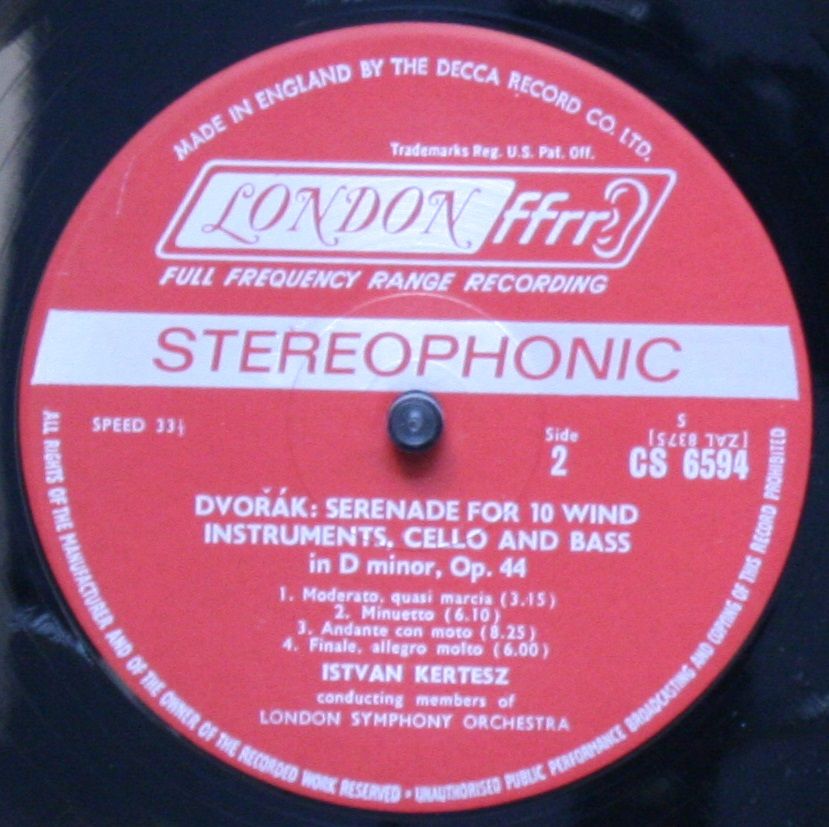 MADE IN ENGLAND BY THE DECCA RECORD CO. LTD.
Trademarks Reg. U.S. Pat. Off.
LONDON ffrr
FULL FREQUENCY RANGE RECORDING
STEREOPHONIC
SPEED 33⅓
Side
2
S
[ZAL 8375]
CS 6594
DVOŘÁK: SERENADE FOR 10 WIND
INSTRUMENTS, CELLO AND BASS
in D minor, Op. 44
1. Moderato, quasi marcia (3.15)
2. Minuetto (6.10)
3. Andante con moto (8.25)
4. Finale, allegro molto (6.00)
ISTVAN KERTESZ
conducting members of
LONDON SYMPHONY ORCHESTRA
ALL RIGHTS OF THE MANUFACTURER AND OF THE OWNER OF THE RECORDED WORK RESERVED • UNAUTHORISED PUBLIC PERFORMANCE BROADCASTING AND COPYING OF THIS RECORD PROHIBITED